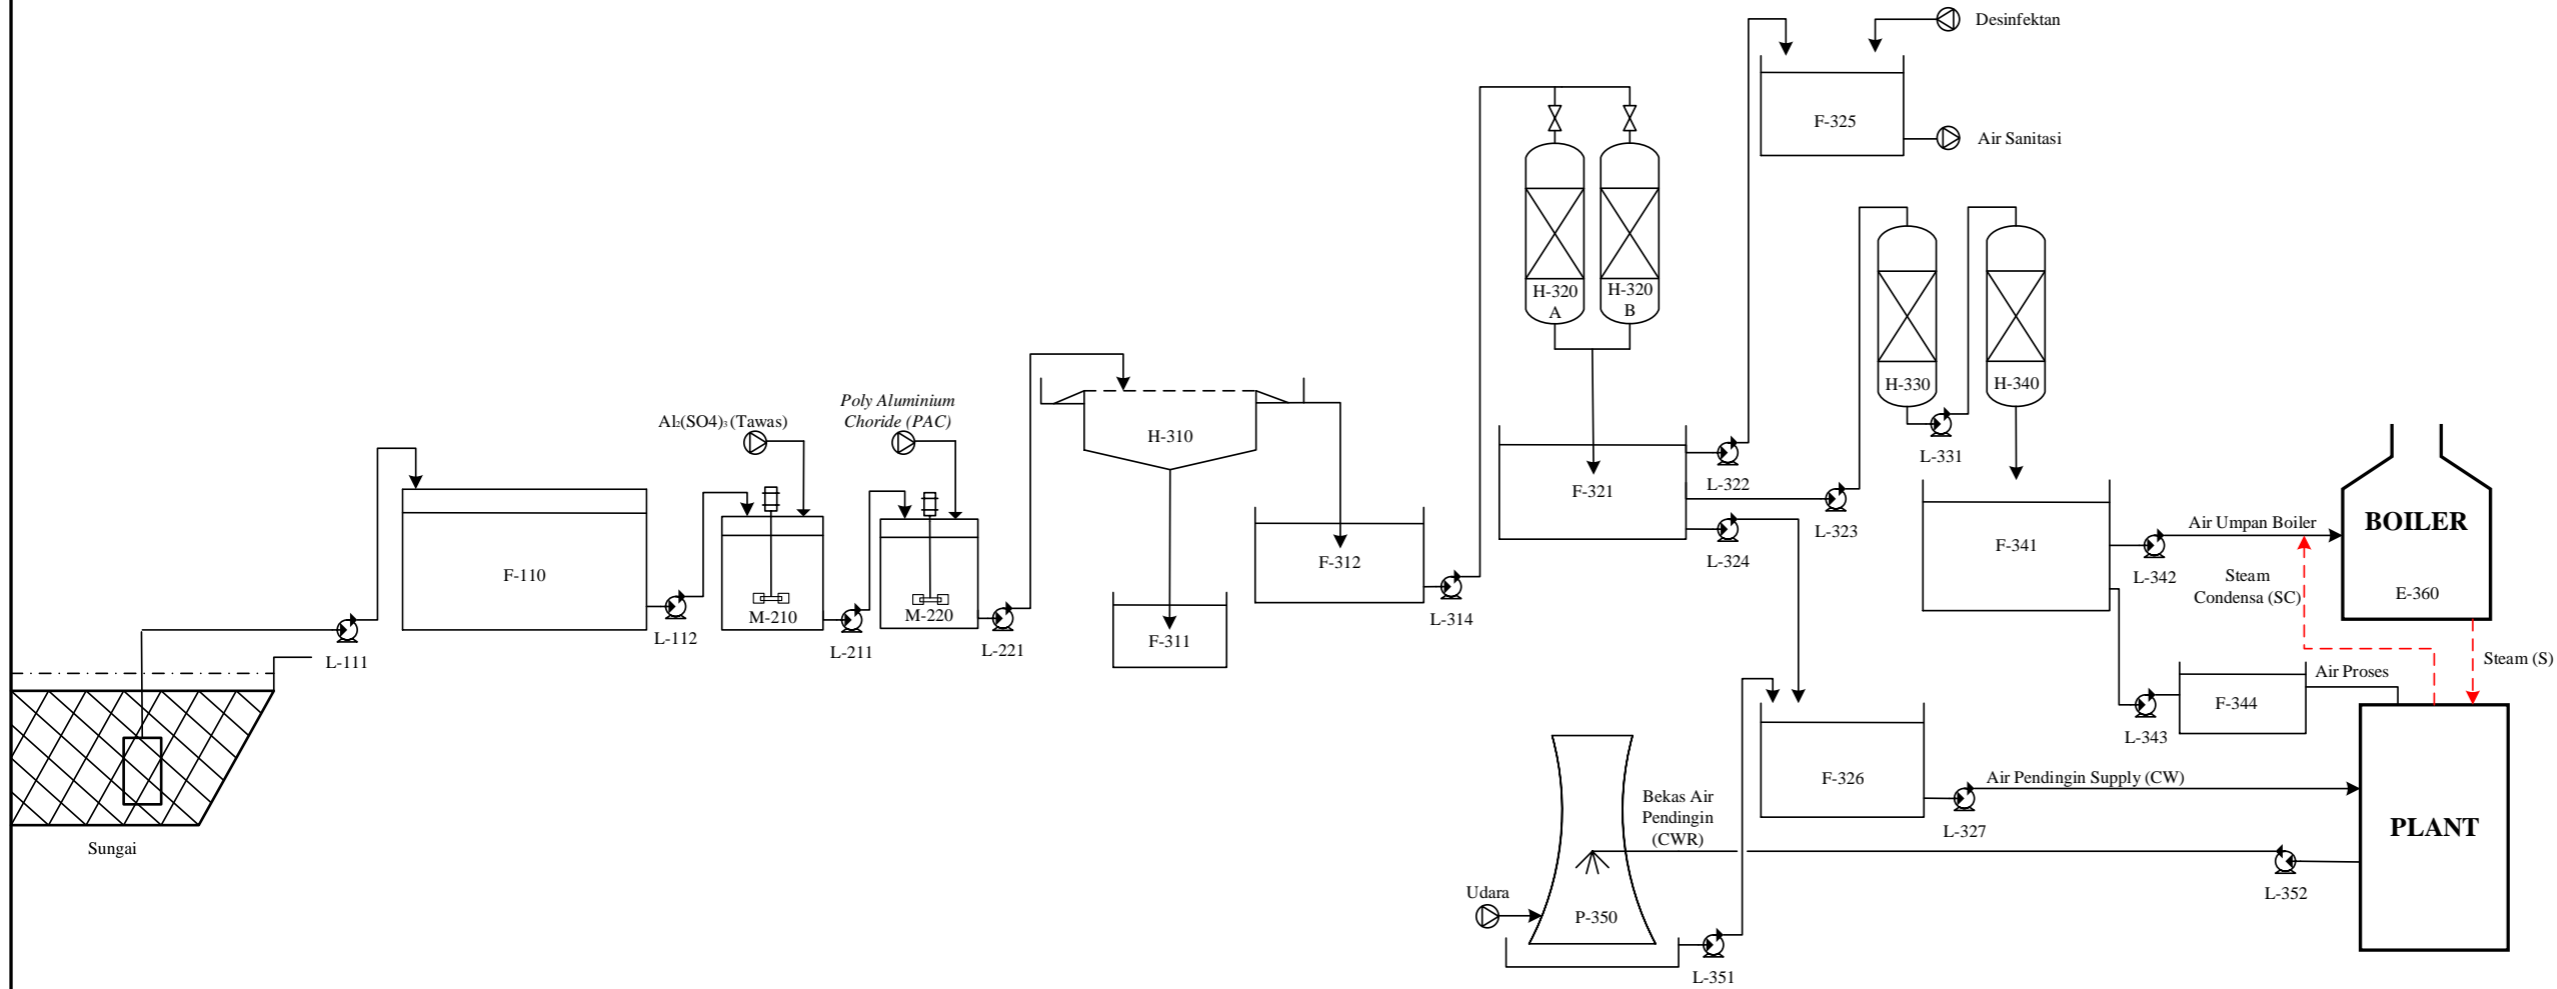 Desinfektan
F-325
Air Sanitasi
H-320
A
H-320
B
H-330
H-340
L-331
Poly Aluminium
Choride (PAC)
Al₂(SO4)₃ (Tawas)
H-310
F-110
L-111
L-112
M-210
L-211
M-220
L-221
F-311
F-312
L-314
F-321
L-322
L-323
L-324
F-341
Air Umpan Boiler
L-342
BOILER
E-360
Steam
Condensa (SC)
Steam (S)
Air Proses
F-344
L-343
Sungai
F-326
Air Pendingin Supply (CW)
L-327
Bekas Air
Pendingin
(CWR)
PLANT
L-352
Udara
P-350
L-351